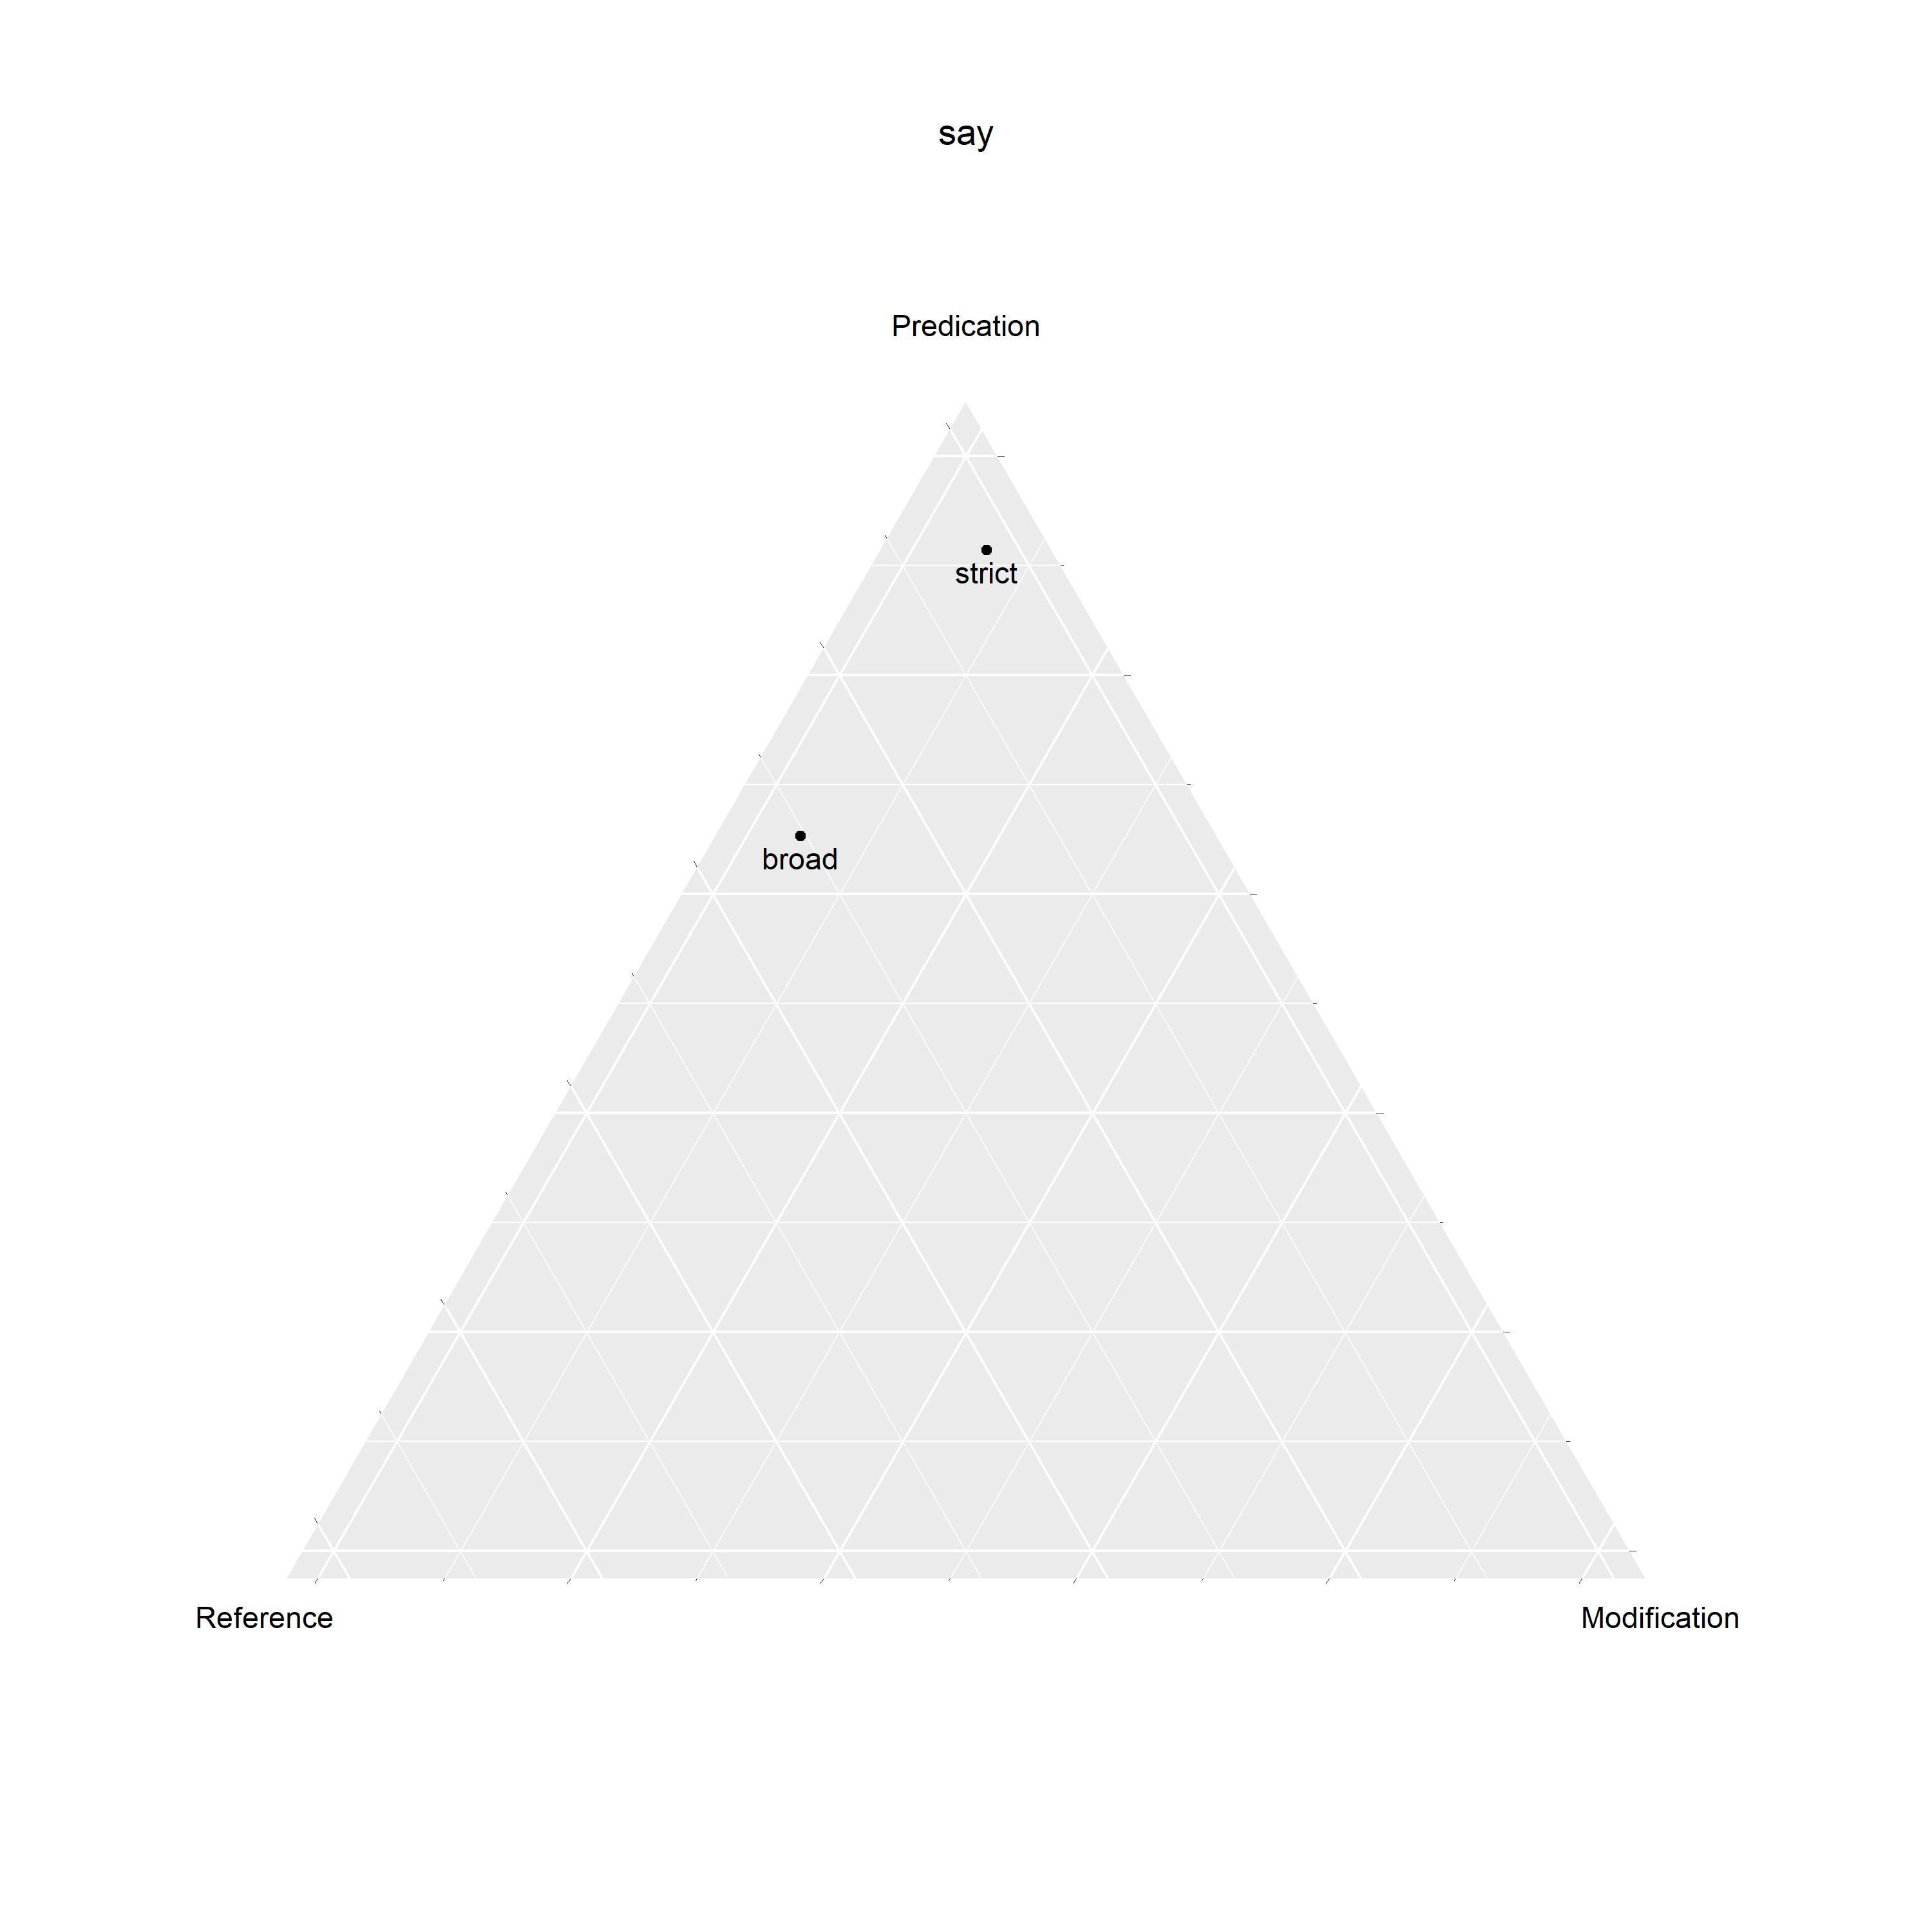 say
Predication
strict
broad
Reference
Modification